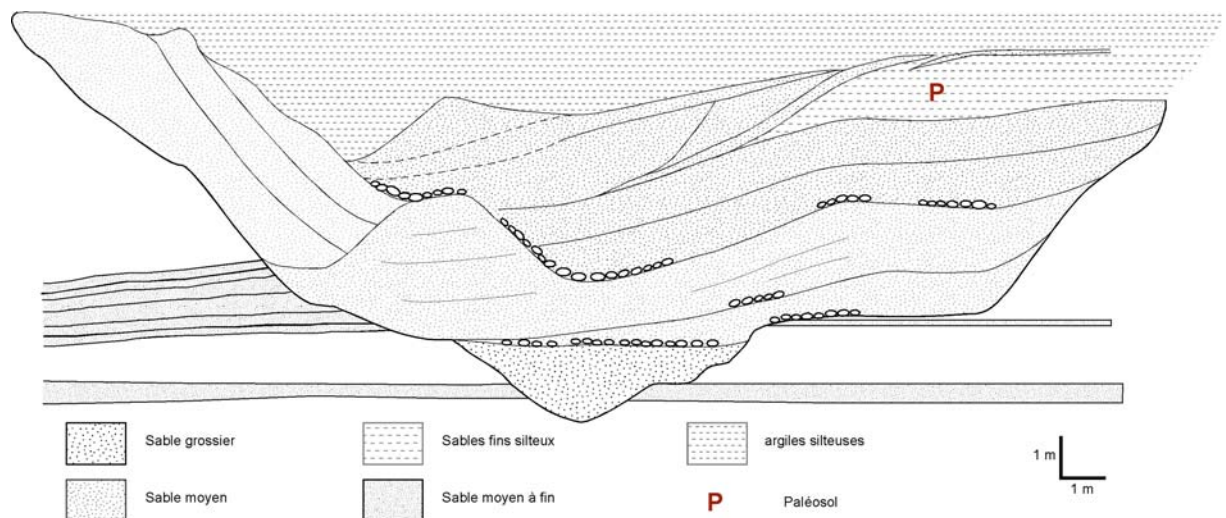 P
Sable grossier
Sables fins silteux
argiles silteuses
1 m
1 m
Sable moyen
Sable moyen à fin
P
Paléosol